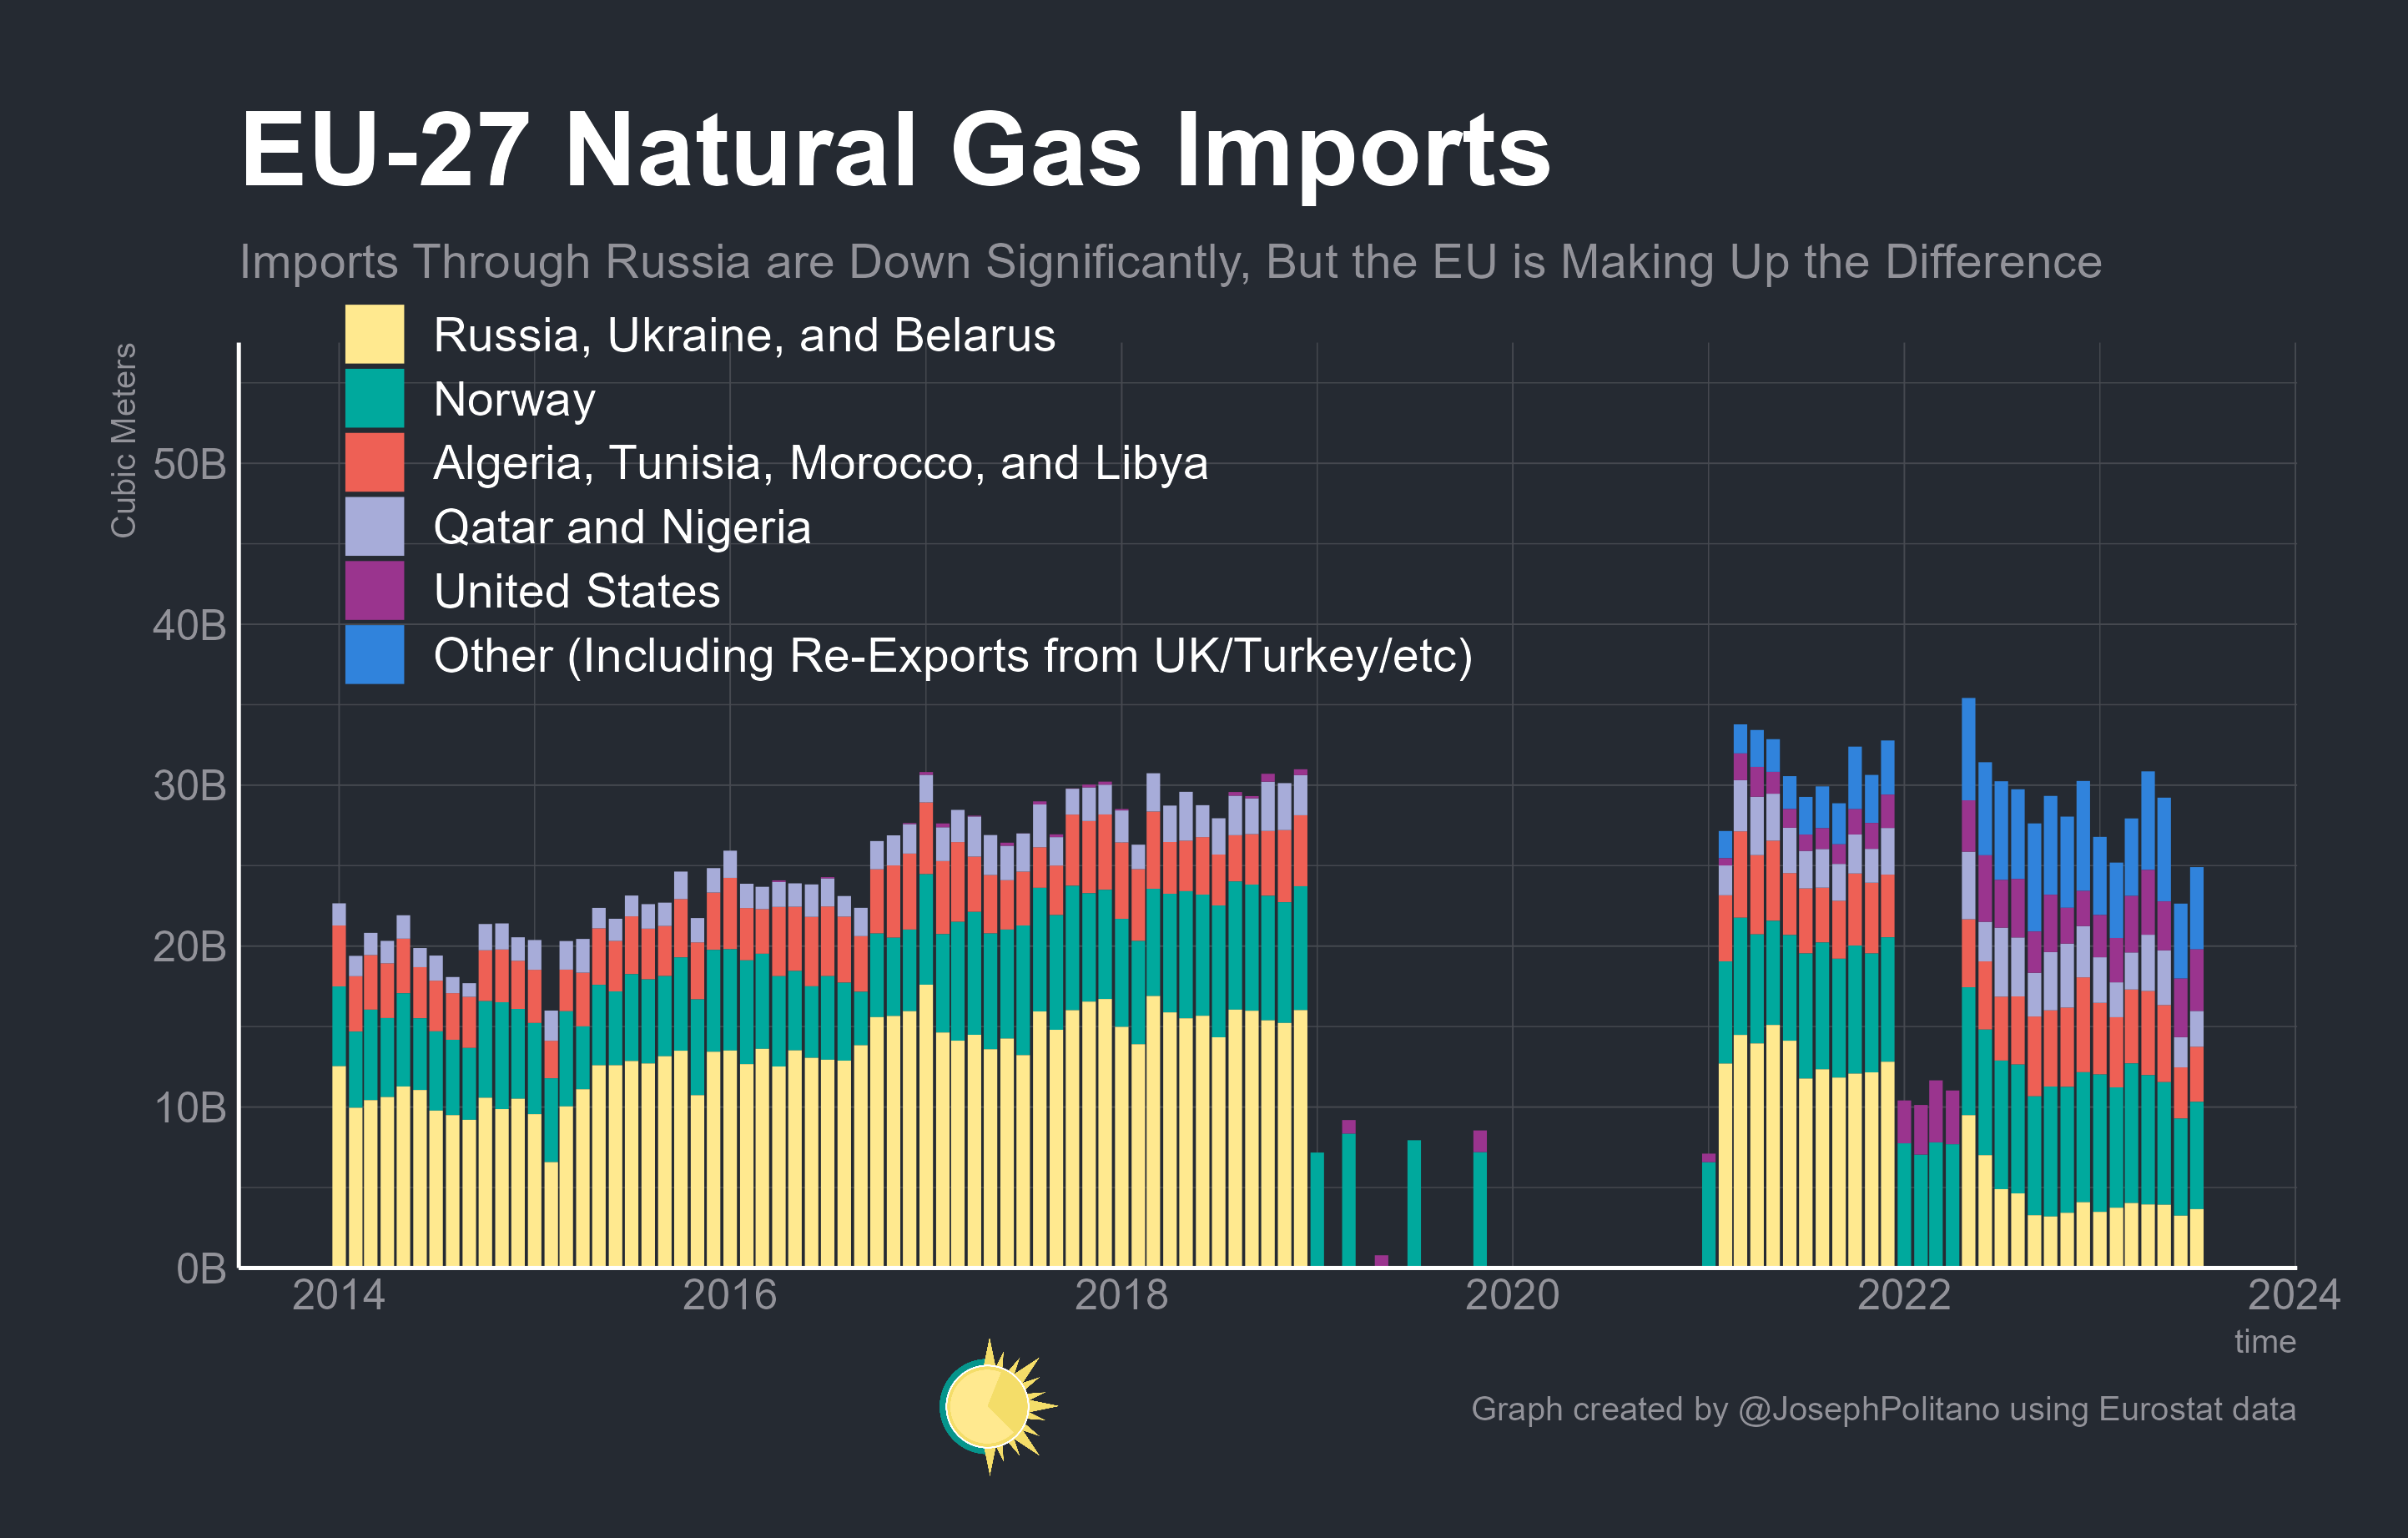 EU-27 Natural Gas Imports
Imports Through Russia are Down Significantly, But the EU is Making Up the Difference
Russia, Ukraine, and Belarus
Norway
Algeria, Tunisia, Morocco, and Libya
Qatar and Nigeria
United States
Other (Including Re-Exports from UK/Turkey/etc)
Cubic Meters
50B
40B
30B
20B
10B
0B
2014 2016 2018 2020 2022 2024
time
Graph created by @JosephPolitano using Eurostat data